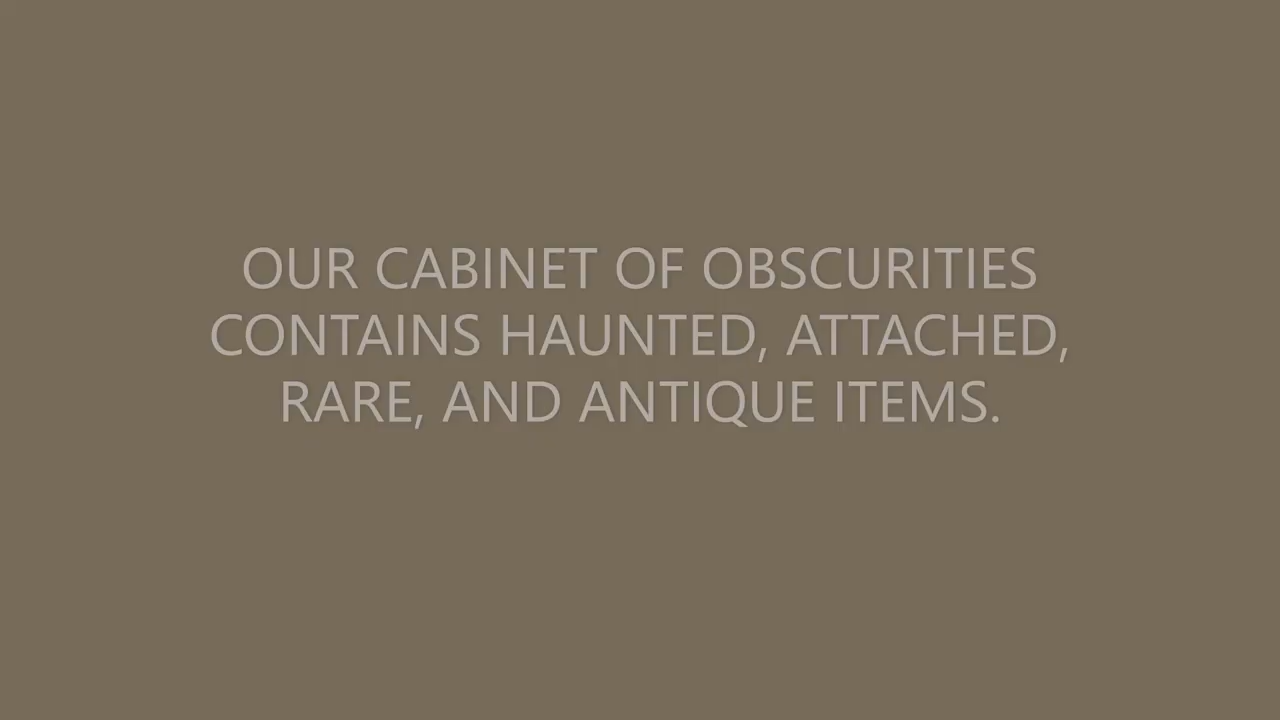 OUR CABINET OF OBSCURITIES
CONTAINS HAUNTED, ATTACHED,
RARE, AND ANTIQUE ITEMS.